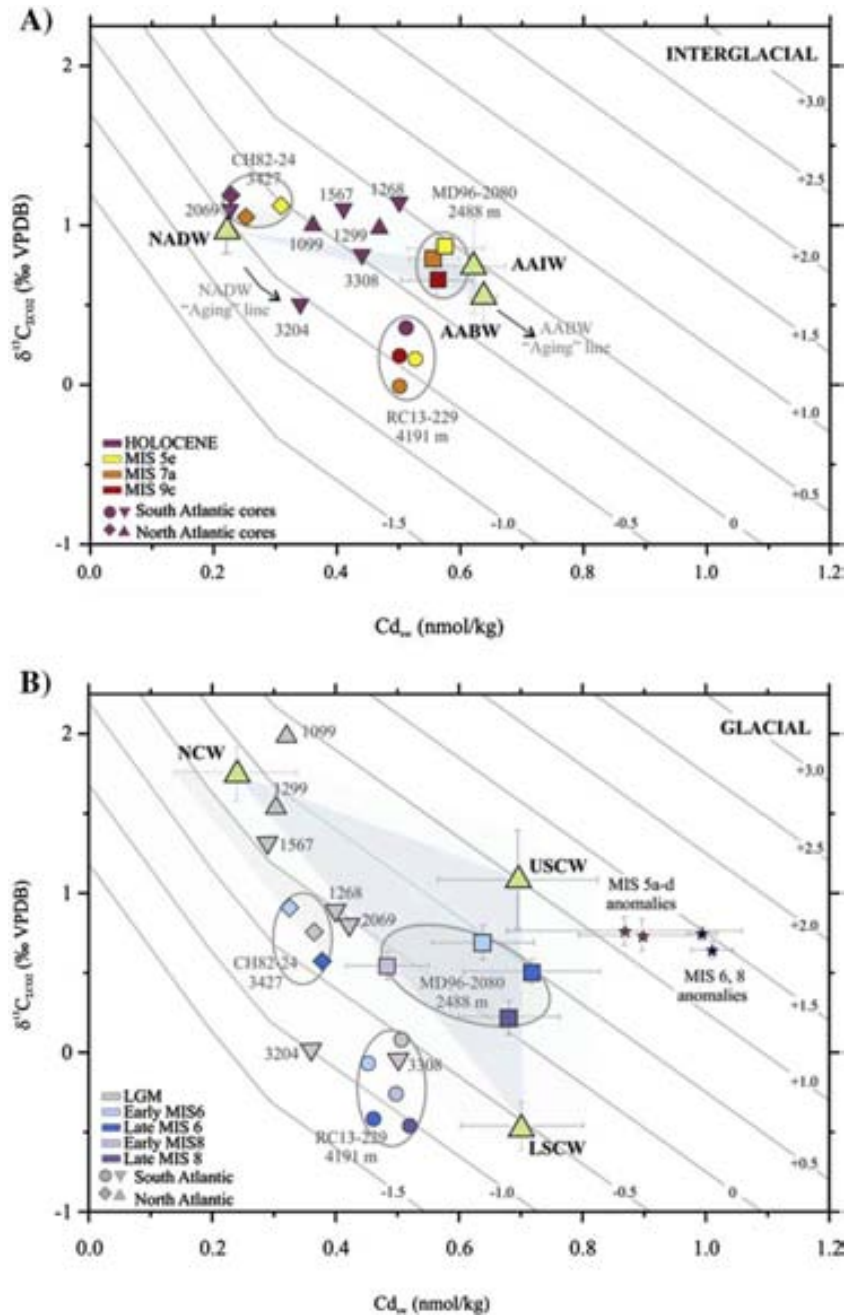 A)
INTERGLACIAL
2
1
0
-1
δ¹³C_ΣCO2 (‰ VPDB)
+3.0
+2.5
+2.0
+1.5
+1.0
+0.5
0
-0.5
-1.0
-1.5
CH82-24
3427
2069
NADW
1567
1268
1099
1299
3308
3204
MD96-2080
2488 m
AAIW
AABW
NADW
"Aging" line
AABW
"Aging" line
RC13-229
4191 m
HOLOCENE
MIS 5e
MIS 7a
MIS 9c
South Atlantic cores
North Atlantic cores
0.0 0.2 0.4 0.6 0.8 1.0 1.2
(nmol/kg)
B)
GLACIAL
2
1
0
-1
δ¹³C_ΣCO2 (‰ VPDB)
+3.0
+2.5
+2.0
+1.5
+1.0
+0.5
0
-0.5
-1.0
-1.5
NCW
1099
1299
1567
1268
2069
USCW
MIS 5a-d
anomalies
MIS 6, 8
anomalies
CH82-24
3427
MD96-2080
2488 m
3204
3308
RC13-229
4191 m
LSCW
LGM
Early MIS6
Late MIS 6
Early MIS8
Late MIS 8
South Atlantic
North Atlantic
0.0 0.2 0.4 0.6 0.8 1.0 1.2
(nmol/kg)